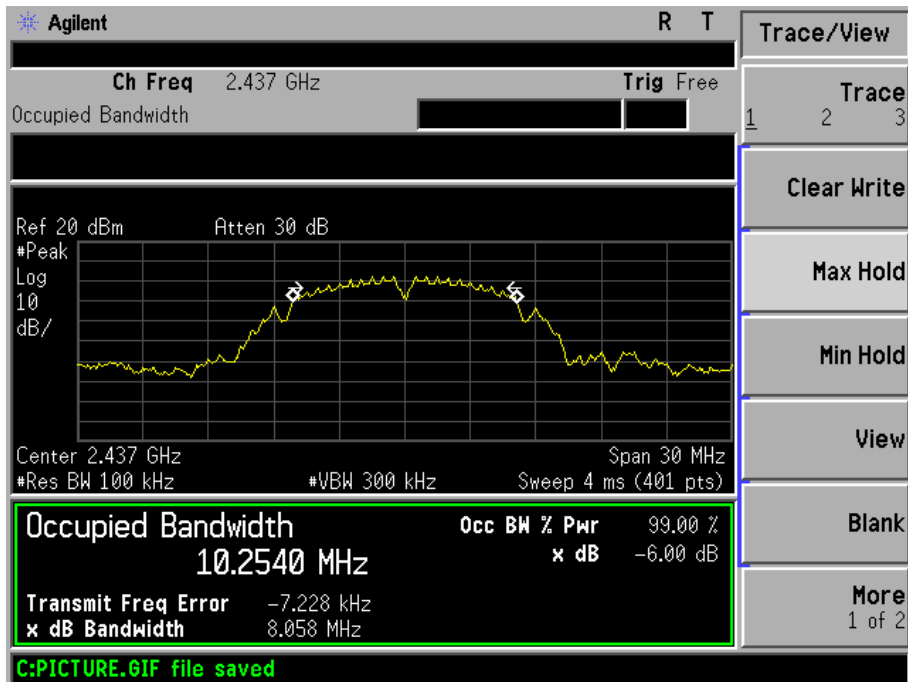 Agilent R T
Trace/View
Ch Freq 2.437 GHz Trig Free
Occupied Bandwidth
Trace
1 2 3
Clear Write
Ref 20 dBm Atten 30 dB
#Peak
Log
10
dB/
Max Hold
Min Hold
View
Center 2.437 GHz Span 30 MHz
#Res BW 100 kHz #VBW 300 kHz Sweep 4 ms (401 pts)
Occupied Bandwidth Occ BW % Pwr 99.00 %
10.2540 MHz x dB -6.00 dB
Blank
Transmit Freq Error -7.228 kHz
x dB Bandwidth 8.058 MHz
More
1 of 2
C:PICTURE.GIF file saved